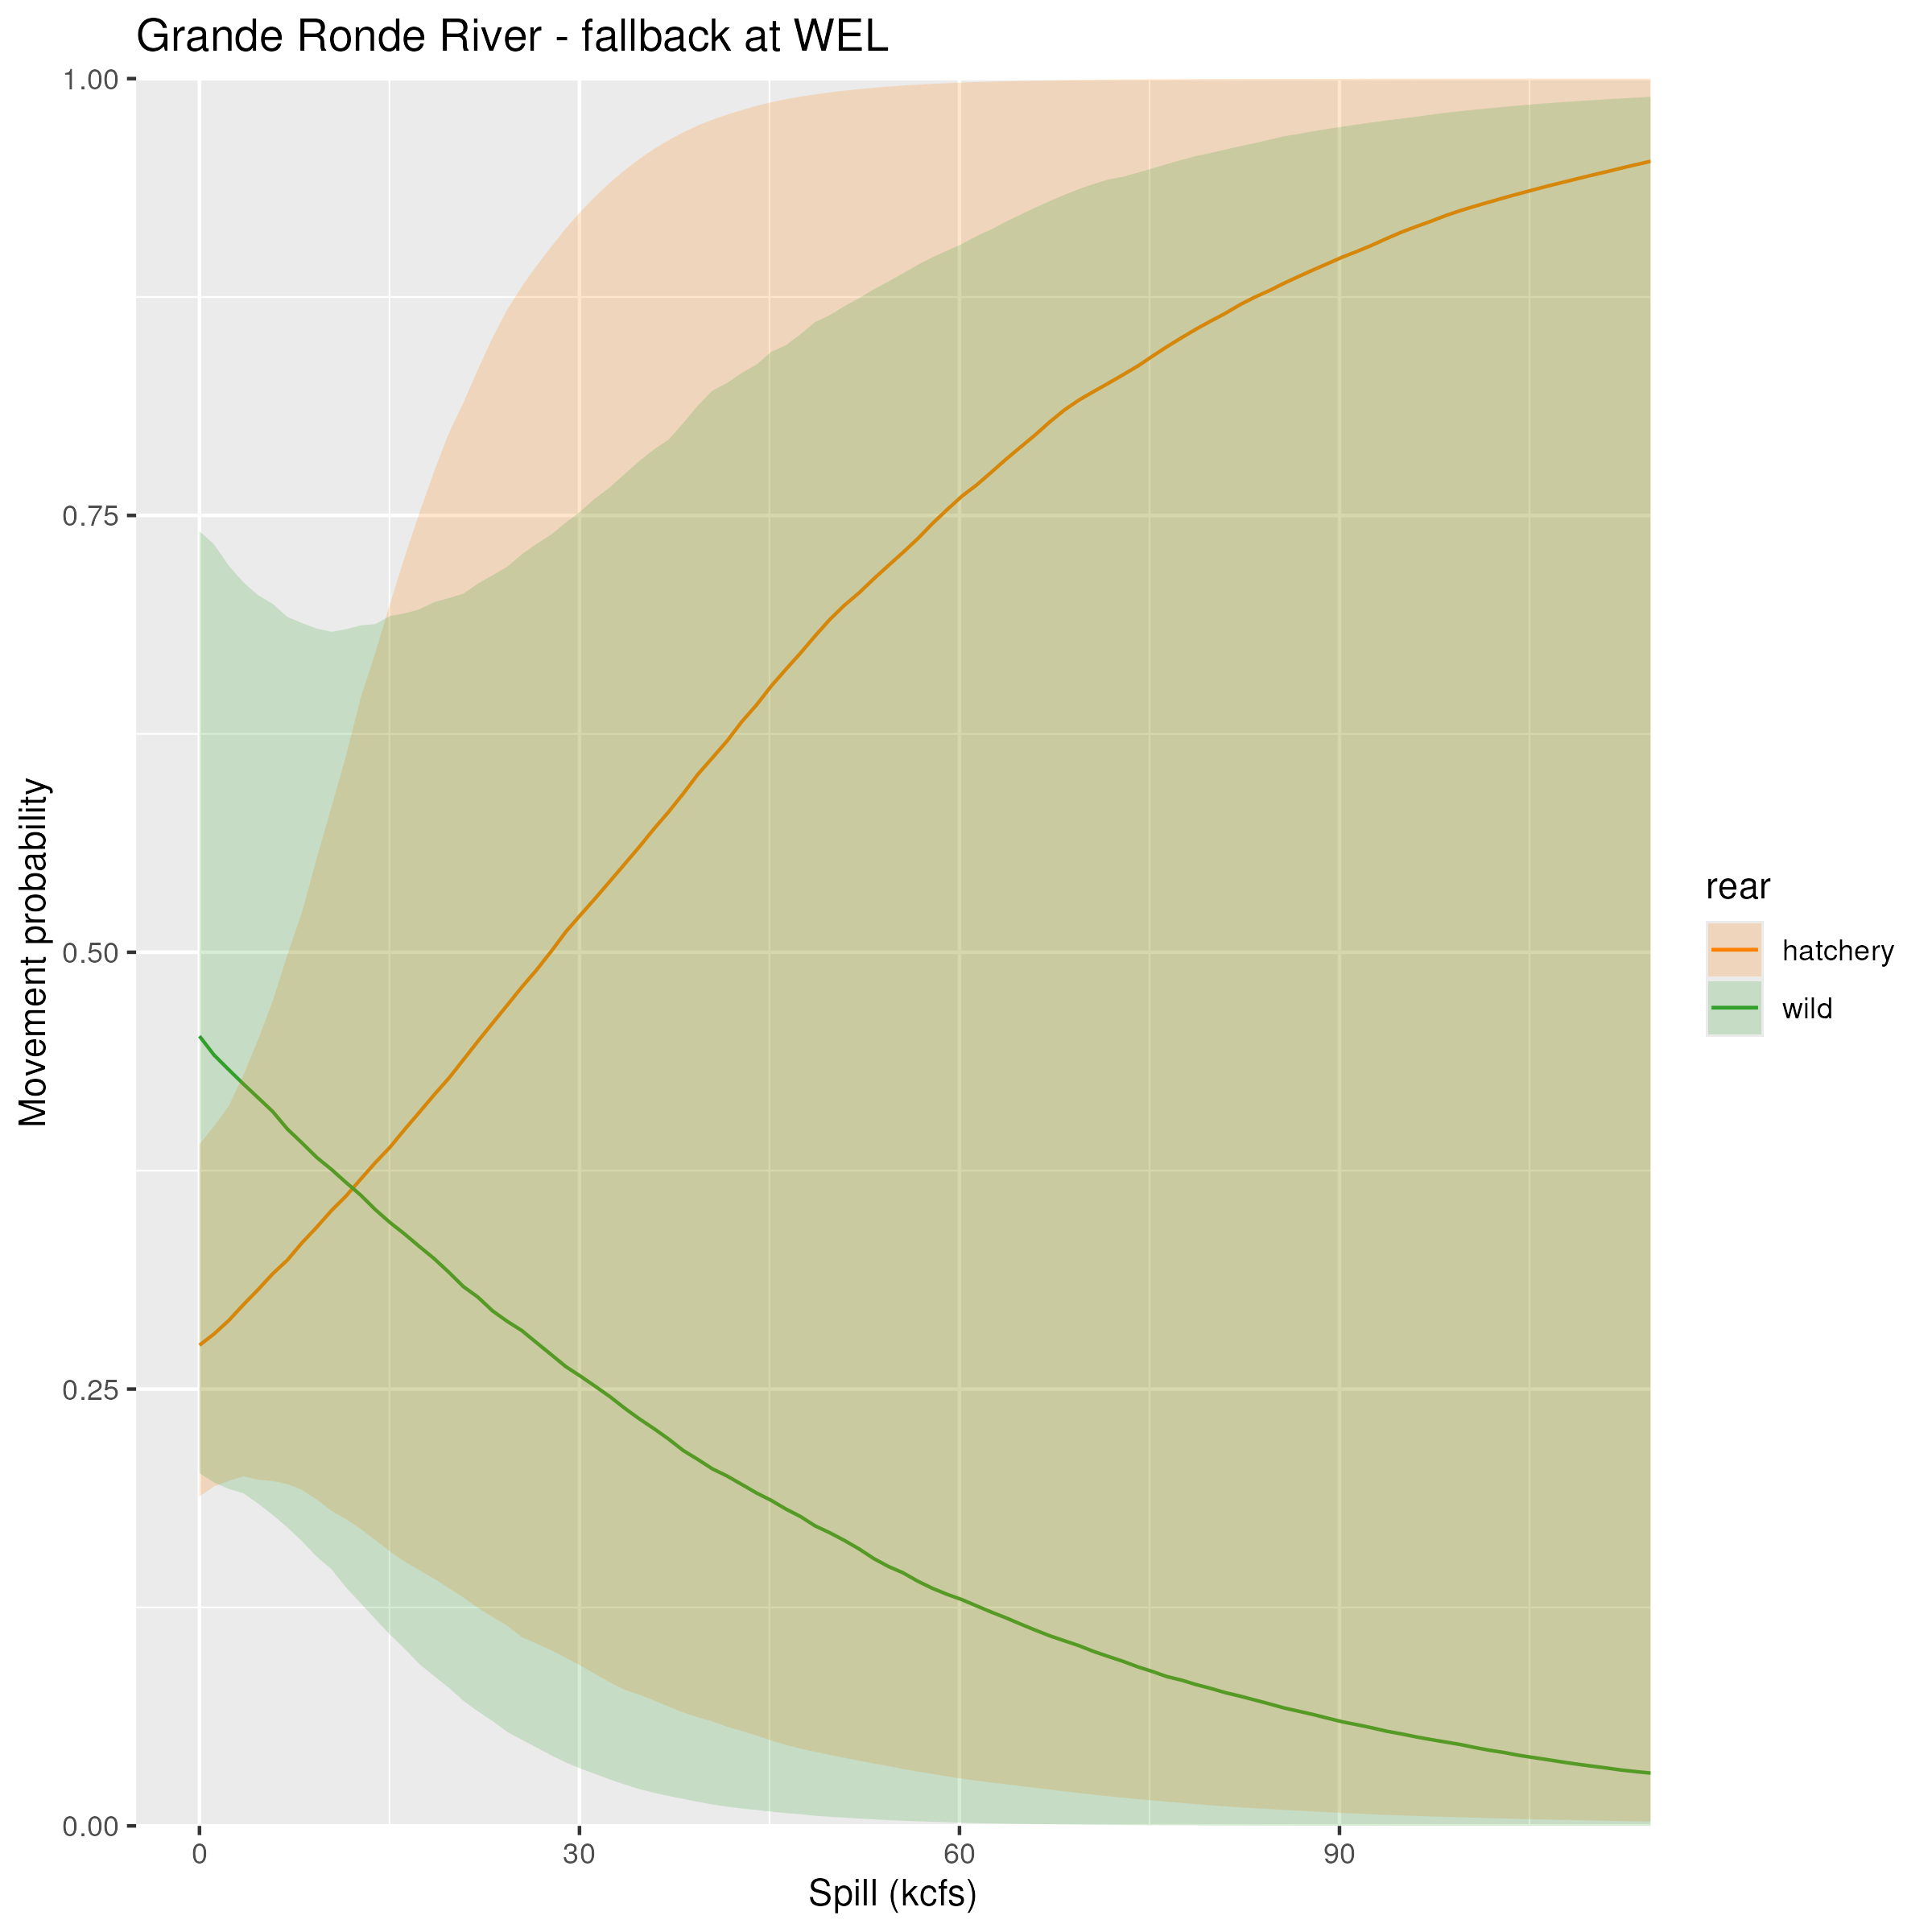 Grande Ronde River - fallback at WEL
1.00
0.75
0.50
0.25
0.00
Movement probability
0
30
60
90
Spill (kcfs)
rear
hatchery
wild